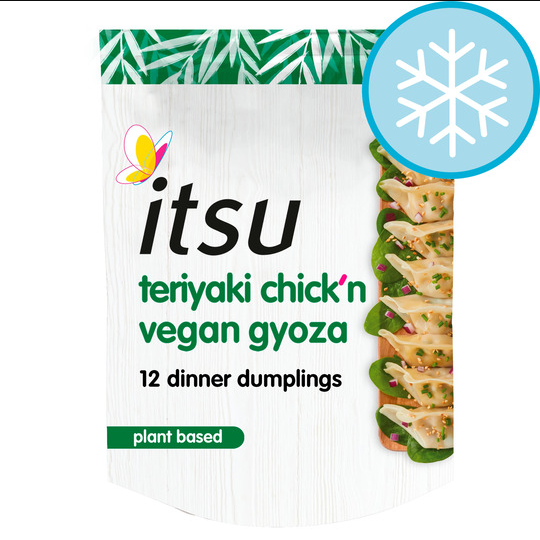 itsu
teriyaki chick'n
vegan gyoza
12 dinner dumplings
plant based